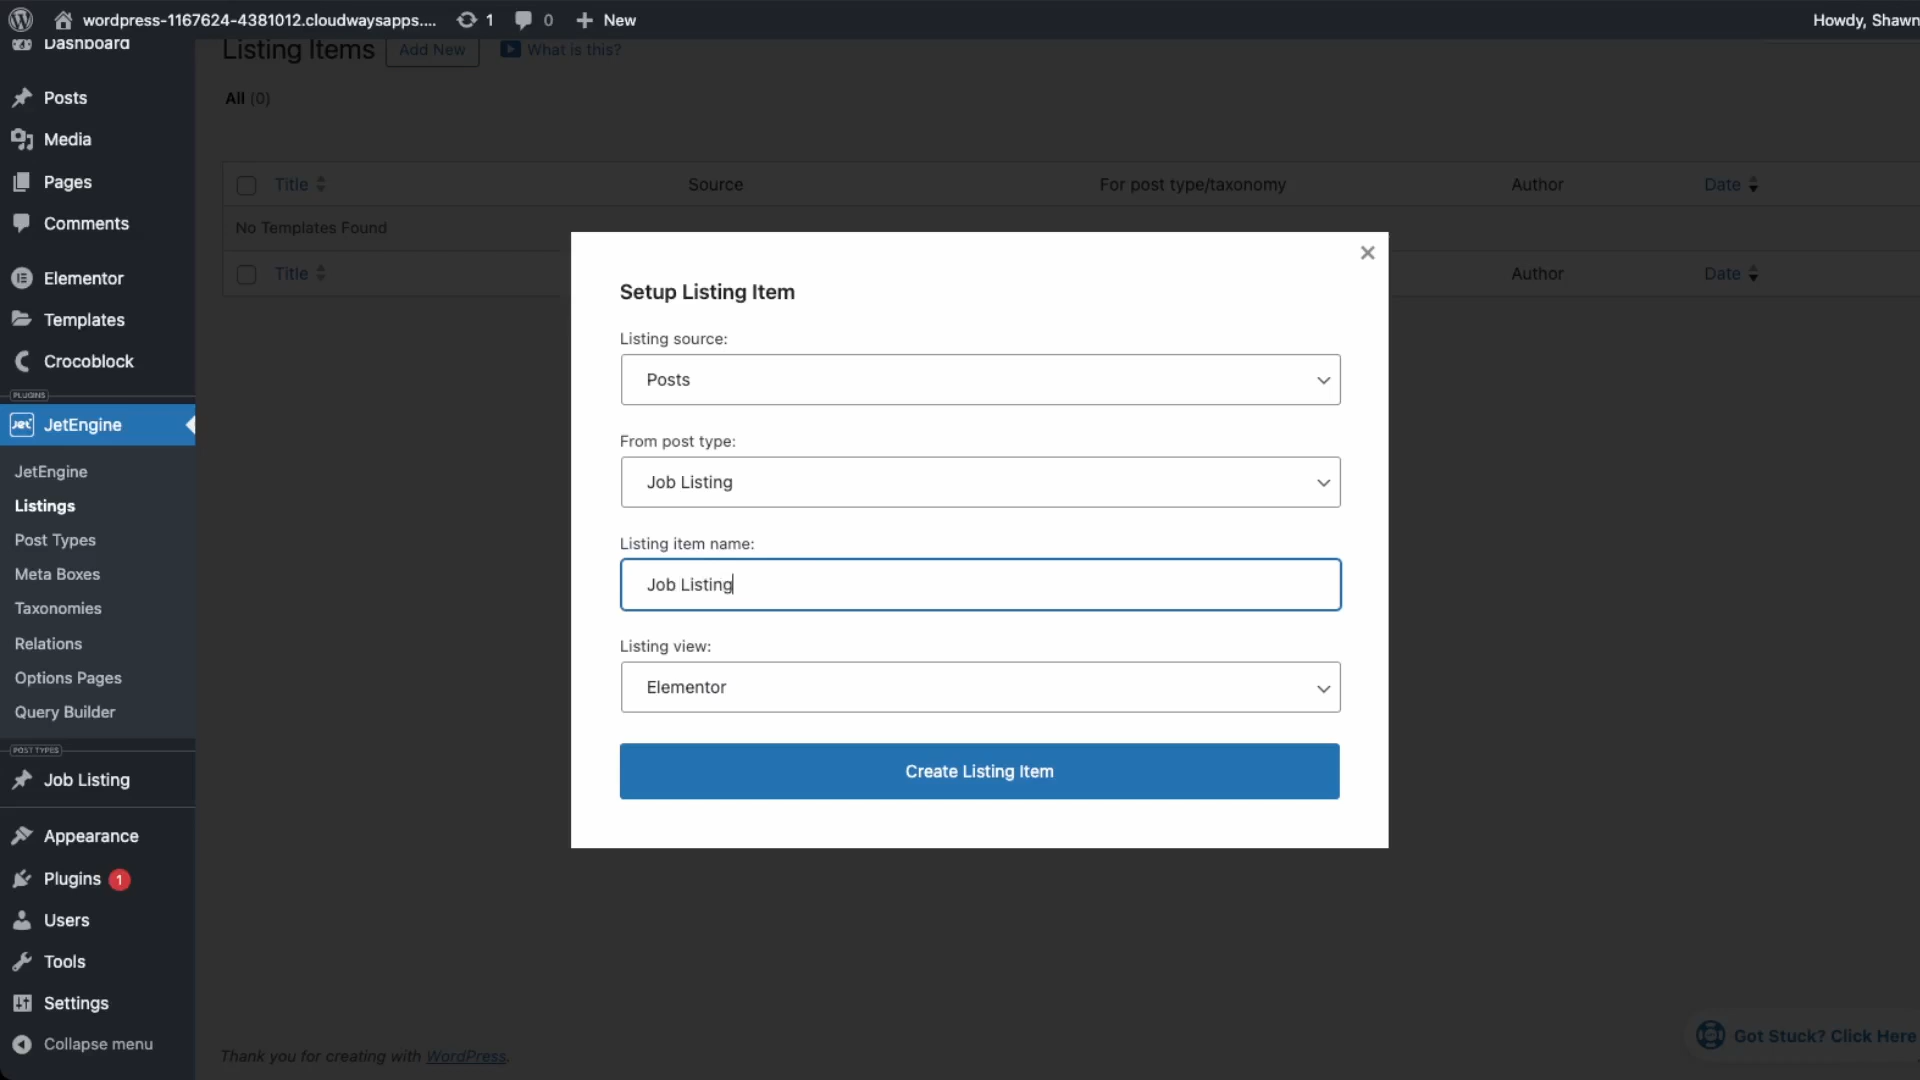 wordpress-1167624-4381012.cloudwaysapps.... 1 0 New
Howdy, Shawn
Dashboard
Posts
Media
Pages
Comments
Elementor
Templates
Crocoblock
PLUGINS
JetEngine
JetEngine
Listings
Post Types
Meta Boxes
Taxonomies
Relations
Options Pages
Query Builder
POST TYPES
Job Listing
Appearance
Plugins 1
Users
Tools
Settings
Collapse menu
Listing Items Add New What is this?
All (0)
Title Source For post type/taxonomy Author Date
No Templates Found
Title Author Date
Setup Listing Item
Listing source:
Posts
From post type:
Job Listing
Listing item name:
Job Listing
Listing view:
Elementor
Create Listing Item
Thank you for creating with WordPress.
Got Stuck? Click Here